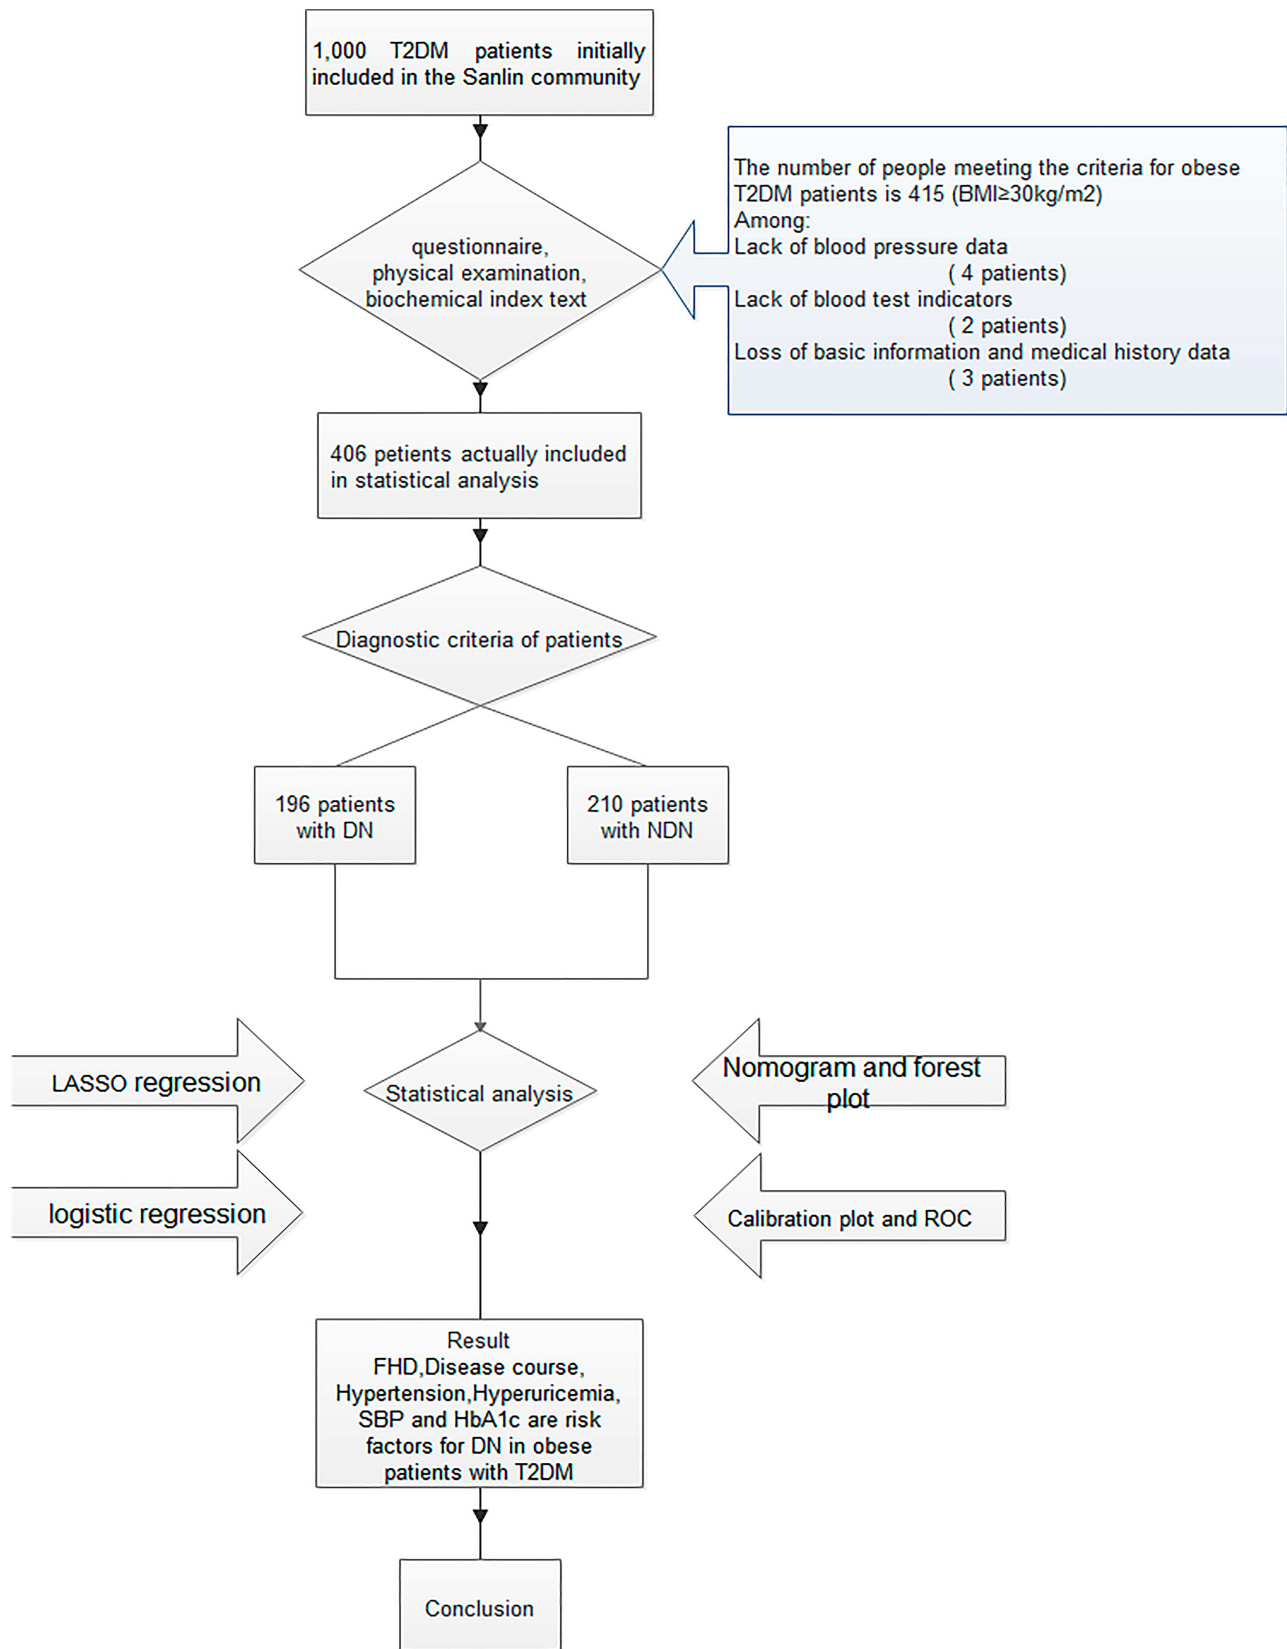 1,000 T2DM patients initially
included in the Sanlin community
The number of people meeting the criteria for obese
T2DM patients is 415 (BMI≥30kg/m2)
Among:
Lack of blood pressure data
( 4 patients)
Lack of blood test indicators
( 2 patients)
Loss of basic information and medical history data
( 3 patients)
questionnaire,
physical examination,
biochemical index text
406 petients actually included
in statistical analysis
Diagnostic criteria of patients
196 patients
with DN
210 patients
with NDN
LASSO regression
Statistical analysis
Nomogram and forest
plot
logistic regression
Calibration plot and ROC
Result
FHD,Disease course,
Hypertension,Hyperuricemia,
SBP and HbA1c are risk
factors for DN in obese
patients with T2DM
Conclusion